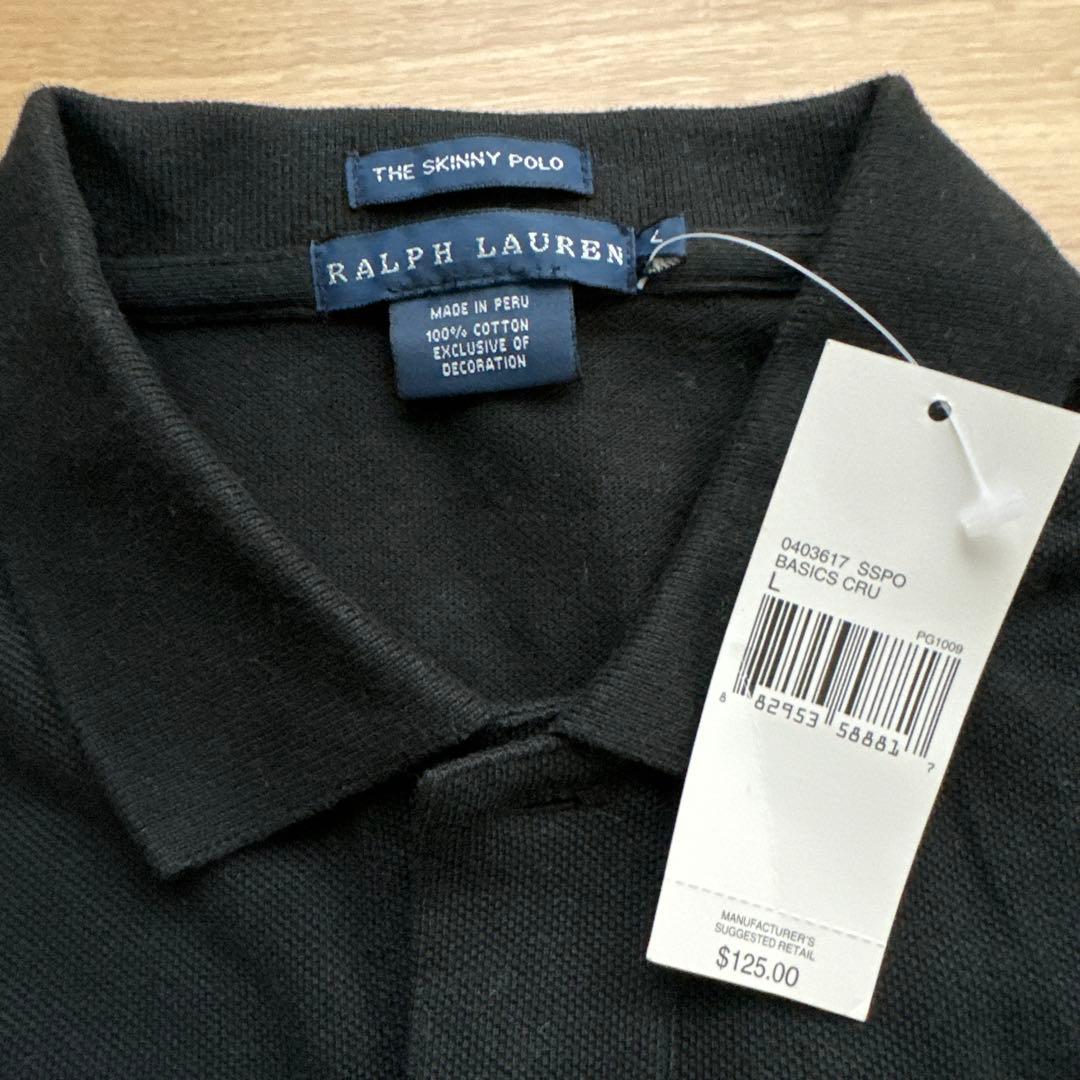 THE SKINNY POLO
RALPH LAUREN
L
MADE IN PERU
100% COTTON
EXCLUSIVE OF
DECORATION
0403617 SSPO
BASICS CRU
L
PG1009
8 82953 58881 7
MANUFACTURER'S
SUGGESTED RETAIL
$125.00